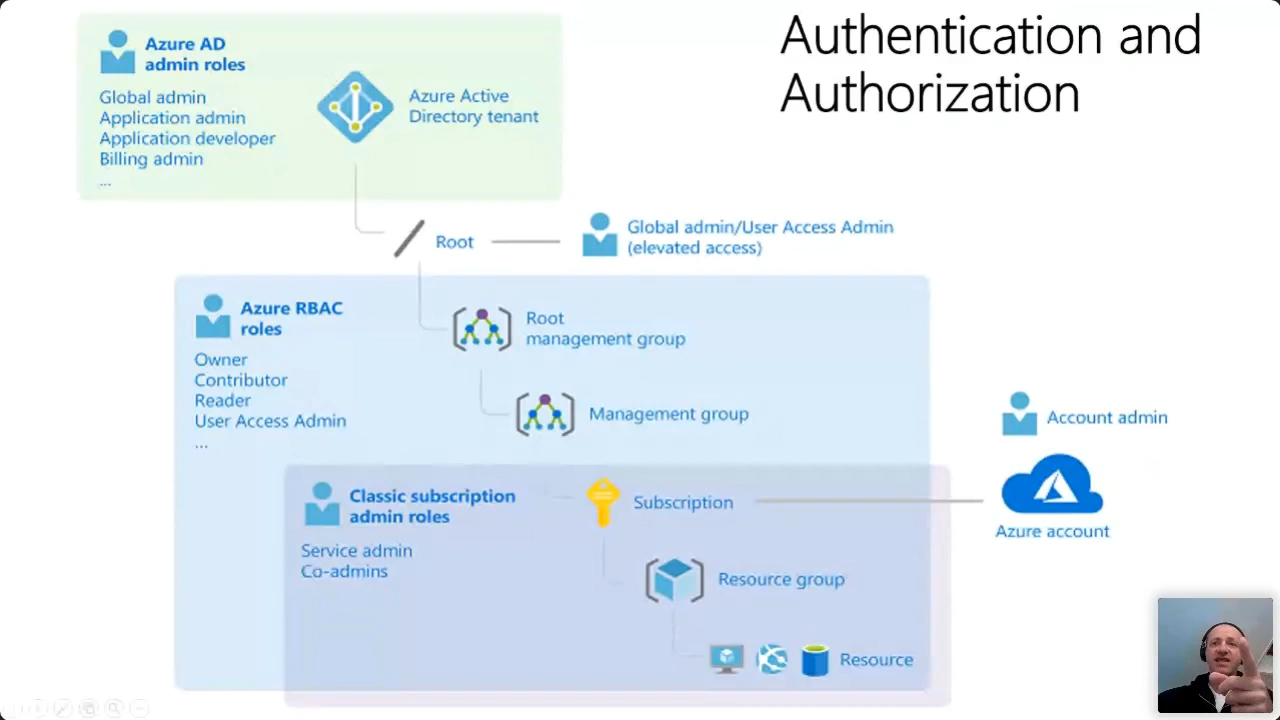 Authentication and
Authorization
Azure AD
admin roles
Global admin
Application admin
Application developer
Billing admin
...
Azure Active
Directory tenant
Root
Global admin/User Access Admin
(elevated access)
Azure RBAC
roles
Owner
Contributor
Reader
User Access Admin
...
Root
management group
Management group
Account admin
Classic subscription
admin roles
Service admin
Co-admins
Subscription
Azure account
Resource group
Resource